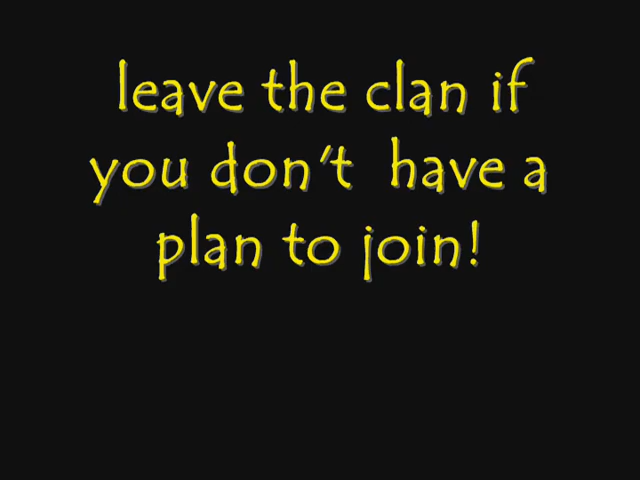 leave the clan if
you don't  have a
plan to join!